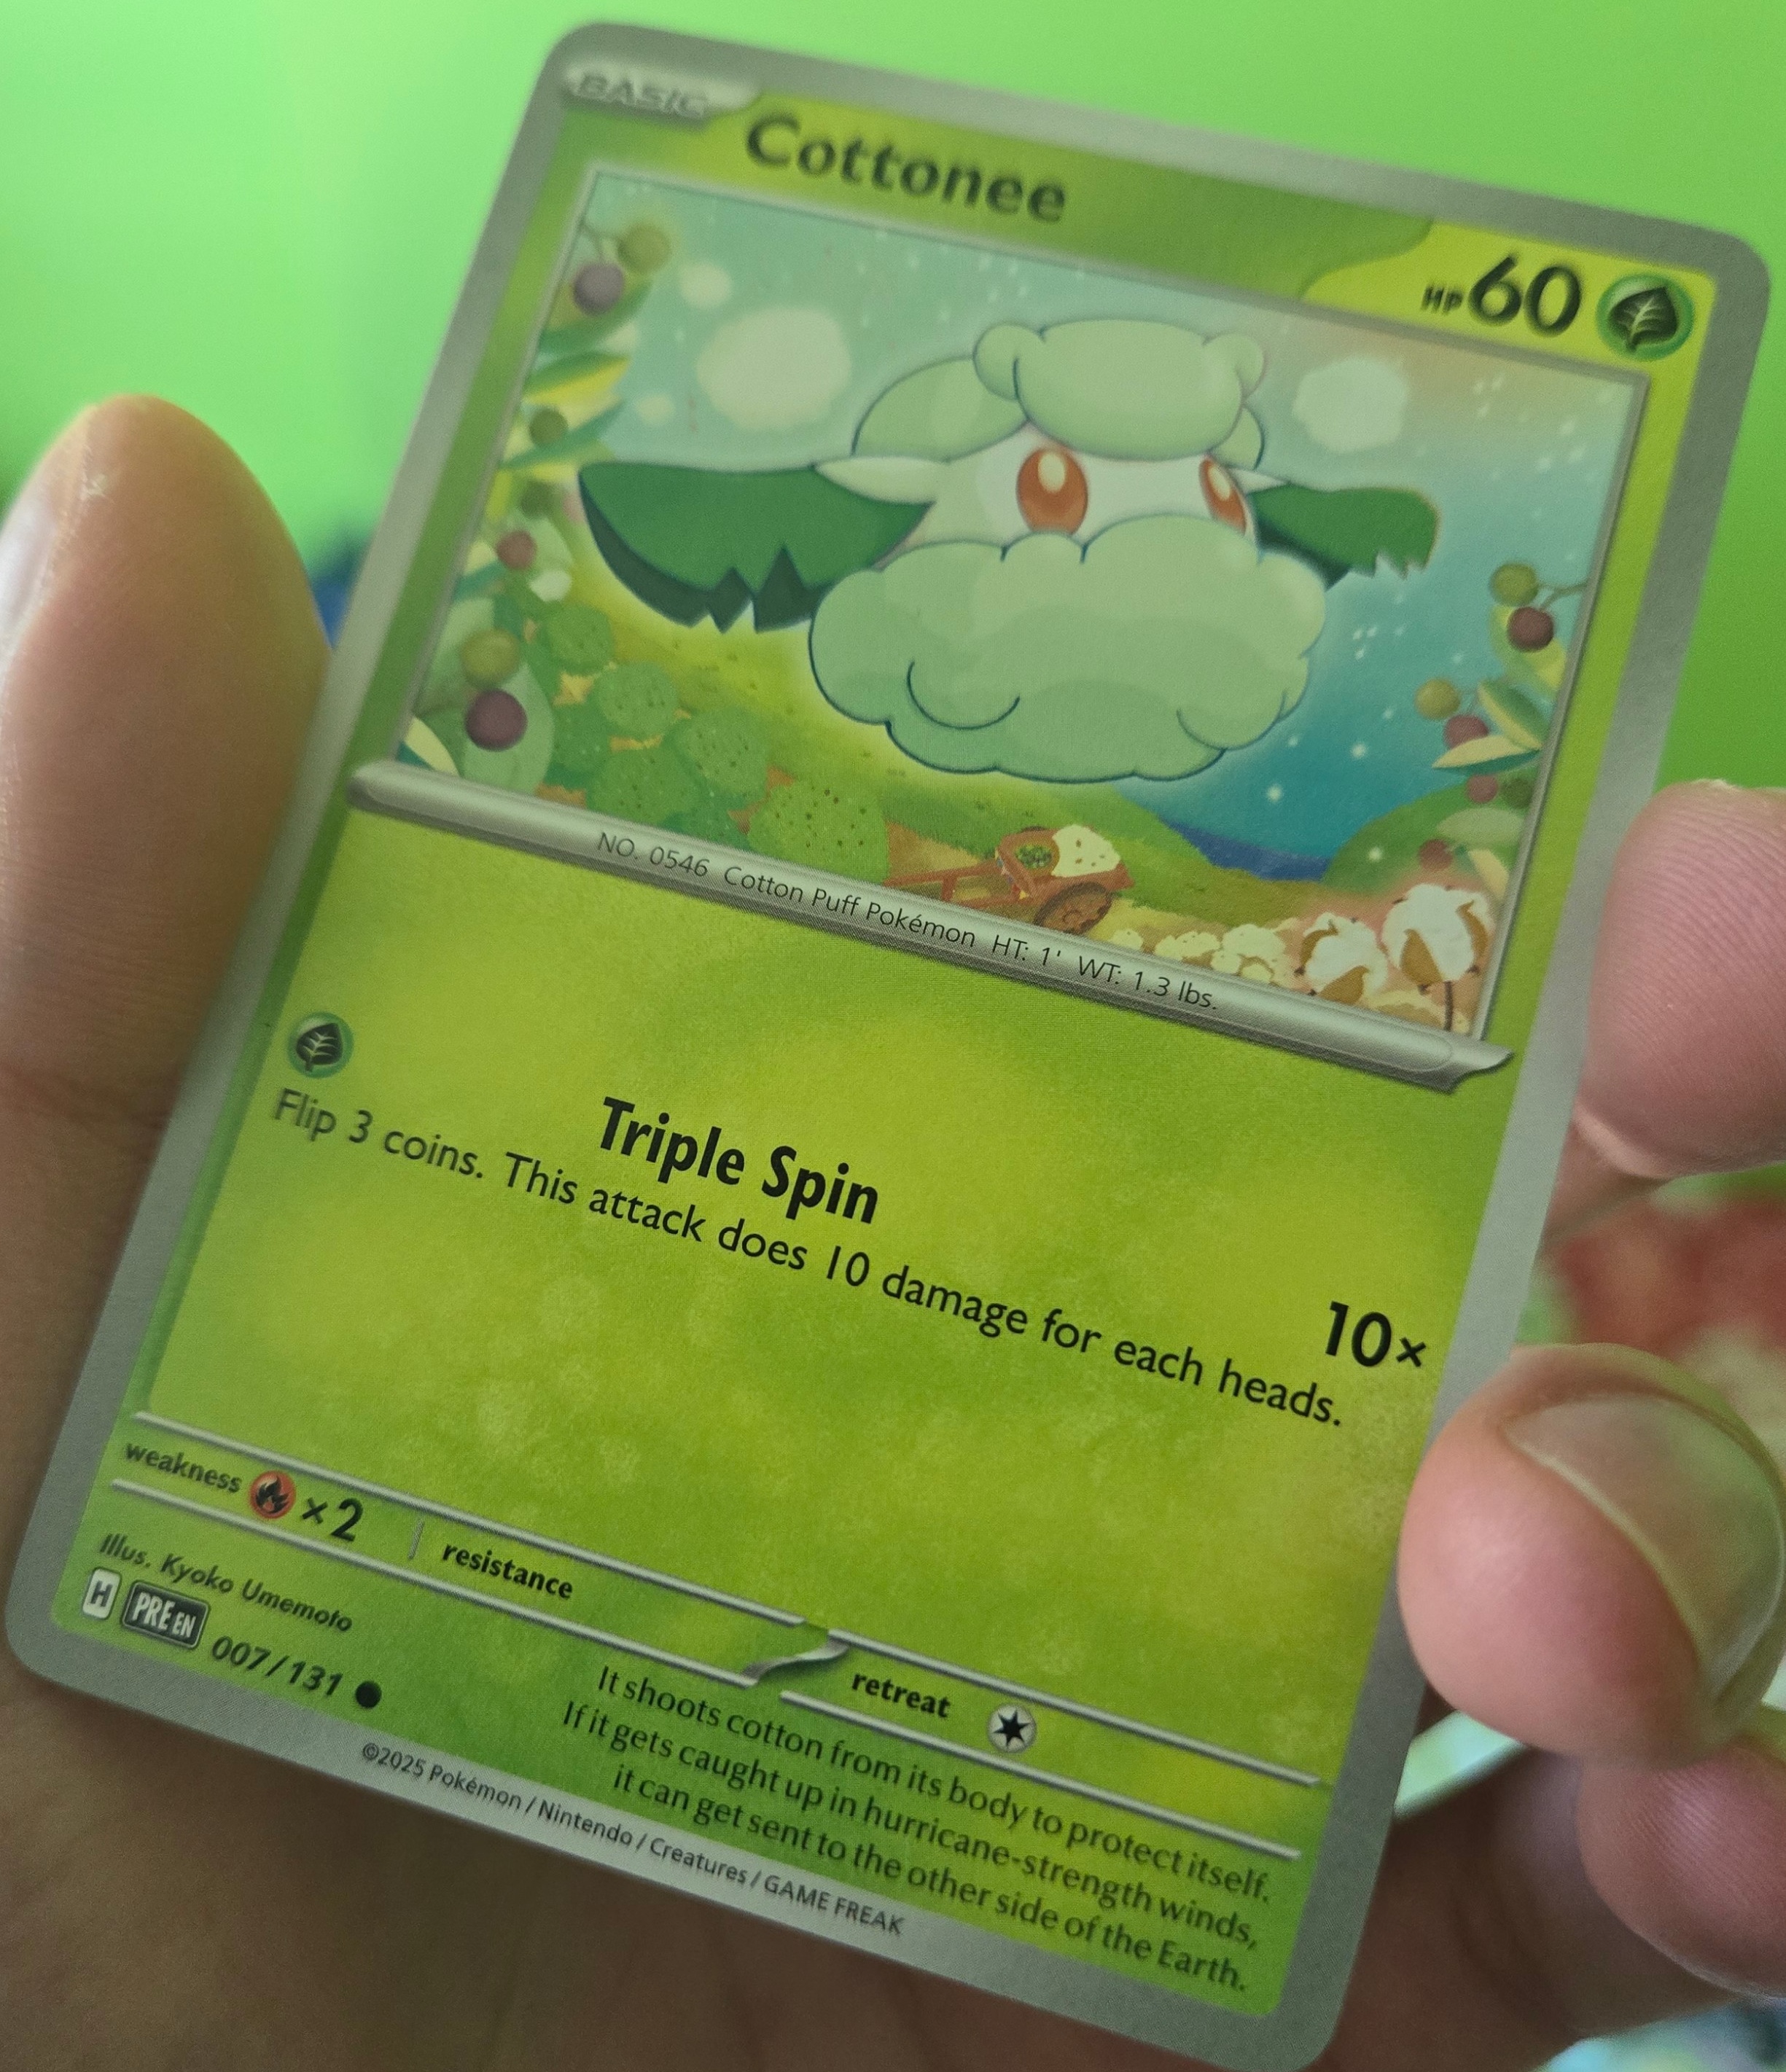 BASIC
Cottonee
HP 60
NO. 0546 Cotton Puff Pokémon HT: 1' WT: 1.3 lbs.
Triple Spin
10×
Flip 3 coins. This attack does 10 damage for each heads.
weakness ×2
resistance
retreat
Illus. Kyoko Umemoto
H PRE EN 007/131
It shoots cotton from its body to protect itself.
If it gets caught up in hurricane-strength winds,
it can get sent to the other side of the Earth.
©2025 Pokémon / Nintendo / Creatures / GAME FREAK